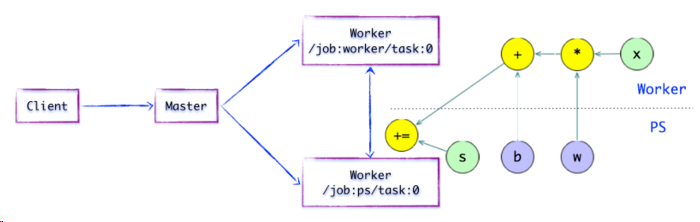 Client
Master
Worker
/job:worker/task:0
Worker
/job:ps/task:0
+
*
x
Worker
PS
+=
s
b
w